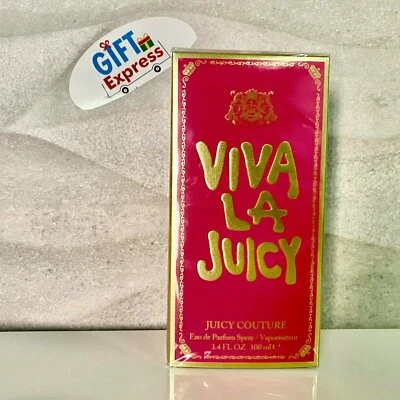 GIFT
Express
VIVA
LA
JUICY
JUICY COUTURE
Eau de Parfum Spray / Vaporisateur
3.4 FL OZ 100 ml ℮